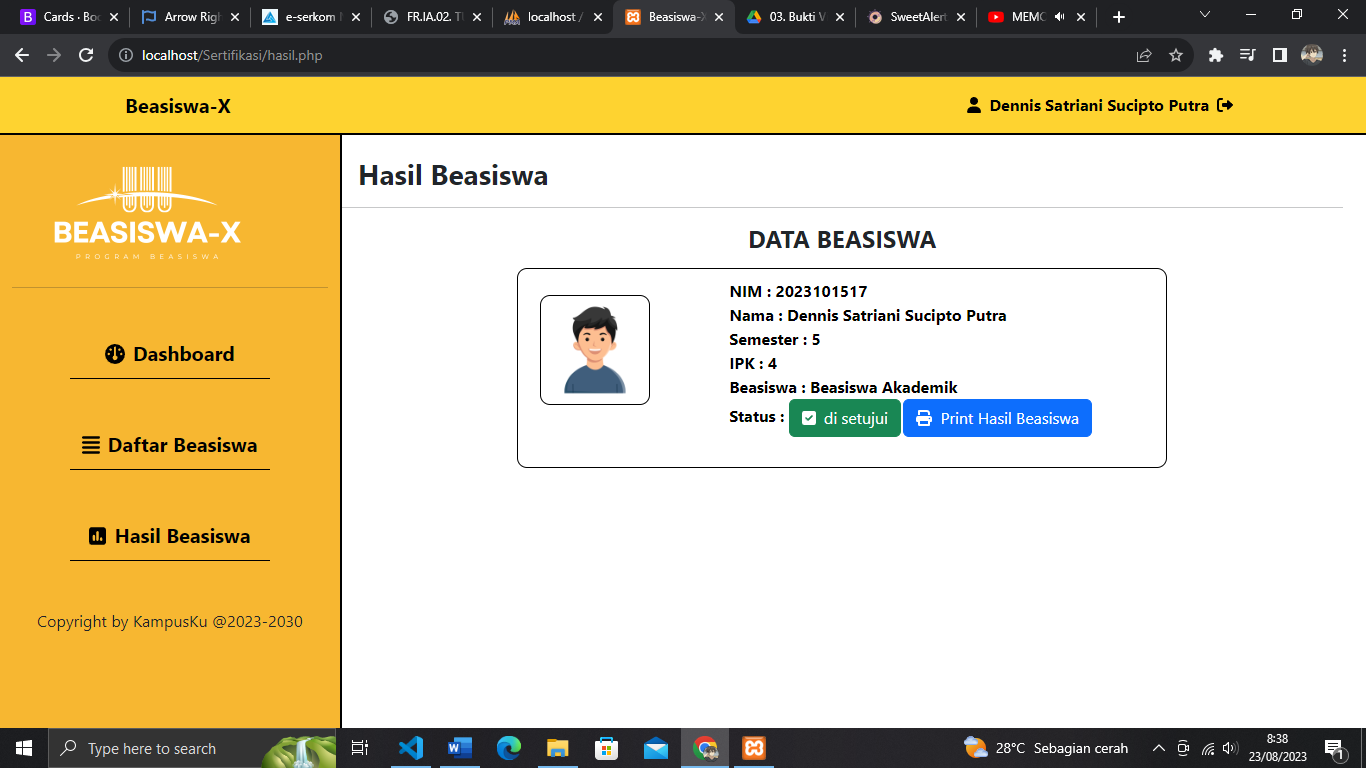 Cards · Bo
Arrow Righ
e-serkom
FR.IA.02. T
localhost /
Beasiswa-X
03. Bukti V
SweetAlert
MEMO
localhost/Sertifikasi/hasil.php
Beasiswa-X
Dennis Satriani Sucipto Putra
BEASISWA-X
PROGRAM BEASISWA
Dashboard
Daftar Beasiswa
Hasil Beasiswa
Copyright by KampusKu @2023-2030
Hasil Beasiswa
DATA BEASISWA
NIM : 2023101517
Nama : Dennis Satriani Sucipto Putra
Semester : 5
IPK : 4
Beasiswa : Beasiswa Akademik
Status : di setujui Print Hasil Beasiswa
Type here to search
28°C Sebagian cerah
8:38
23/08/2023
1